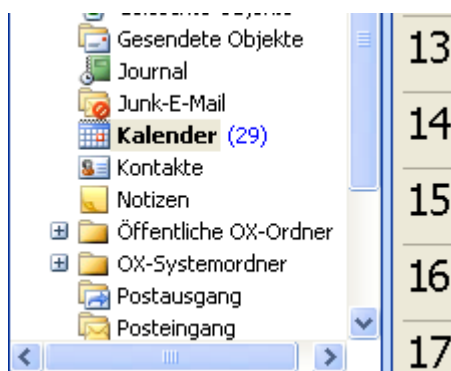 Gesendete Objekte
Journal
Junk-E-Mail
Kalender (29)
Kontakte
Notizen
Öffentliche OX-Ordner
OX-Systemordner
Postausgang
Posteingang
13
14
15
16
17